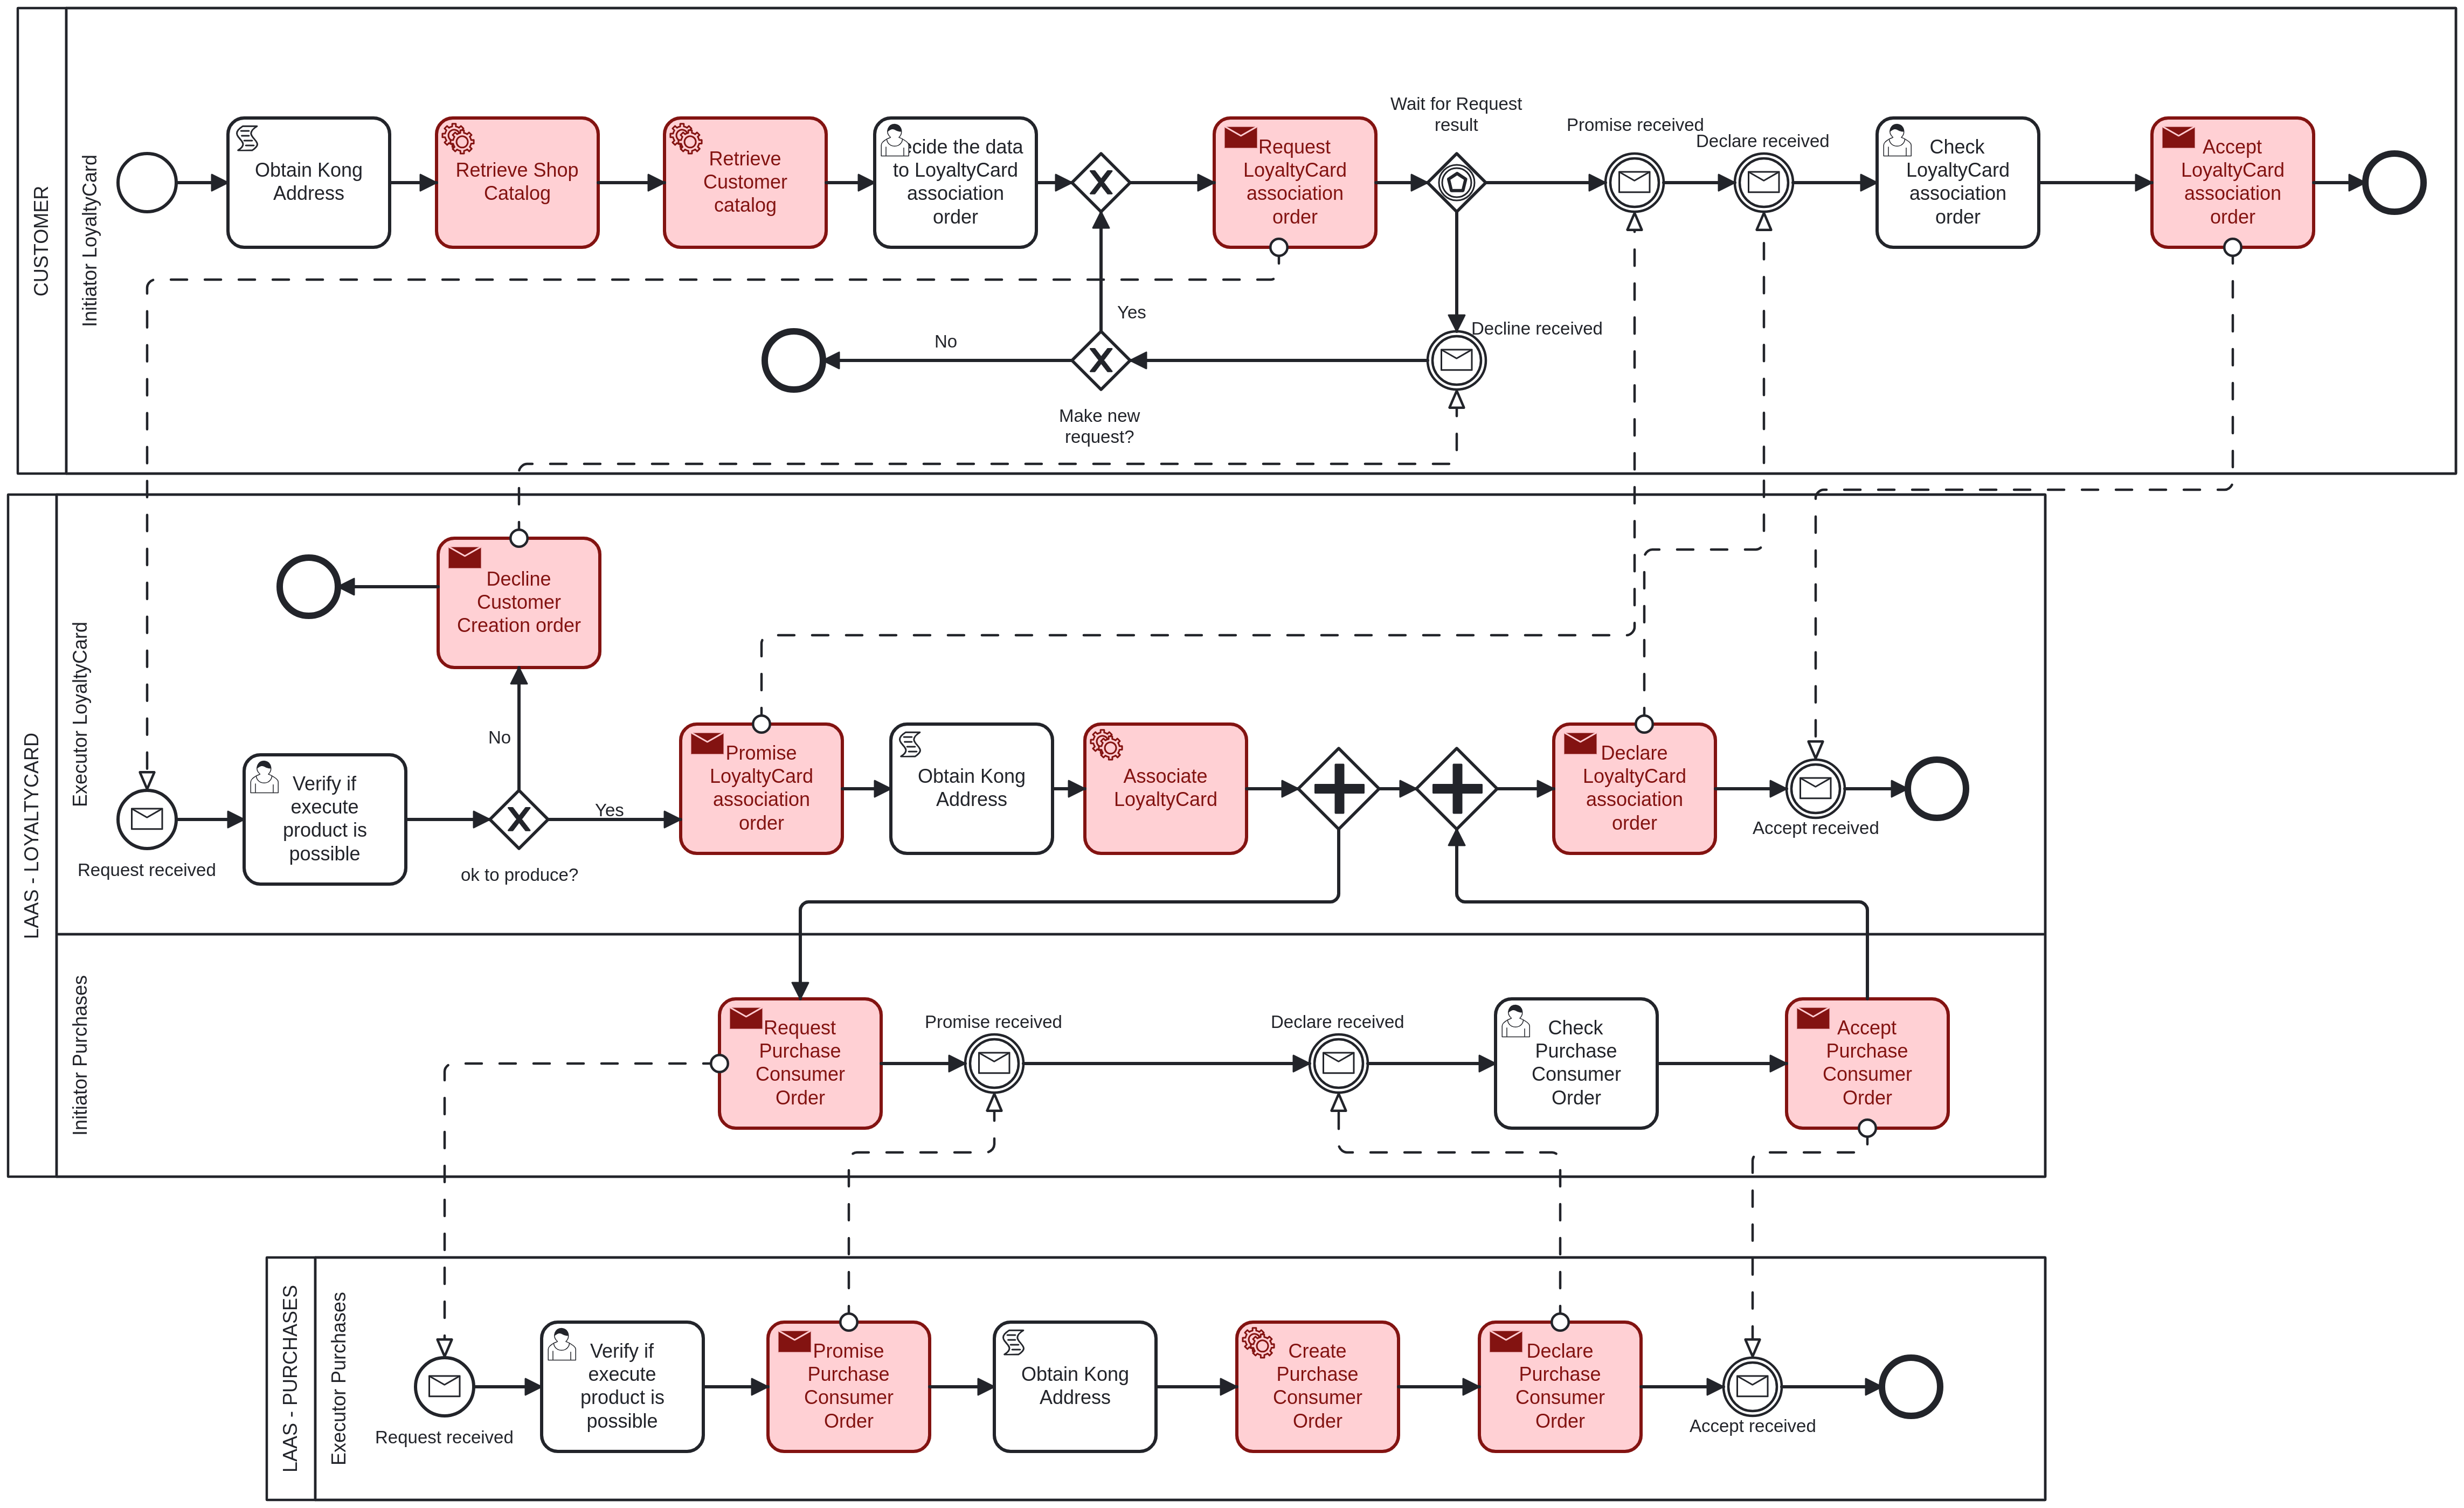 CUSTOMER
Initiator LoyaltyCard
Obtain Kong
Address
Retrieve Shop
Catalog
Retrieve
Customer
catalog
cide the data
to LoyaltyCard
association
order
Request
LoyaltyCard
association
order
Wait for Request
result
Promise received
Declare received
Check
LoyaltyCard
association
order
Accept
LoyaltyCard
association
order
Yes
No
Make new
request?
Decline received
LAAS - LOYALTYCARD
Executor LoyaltyCard
Decline
Customer
Creation order
No
Request received
Verify if
execute
product is
possible
ok to produce?
Yes
Promise
LoyaltyCard
association
order
Obtain Kong
Address
Associate
LoyaltyCard
Declare
LoyaltyCard
association
order
Accept received
Initiator Purchases
Request
Purchase
Consumer
Order
Promise received
Declare received
Check
Purchase
Consumer
Order
Accept
Purchase
Consumer
Order
LAAS - PURCHASES
Executor Purchases
Request received
Verify if
execute
product is
possible
Promise
Purchase
Consumer
Order
Obtain Kong
Address
Create
Purchase
Consumer
Order
Declare
Purchase
Consumer
Order
Accept received